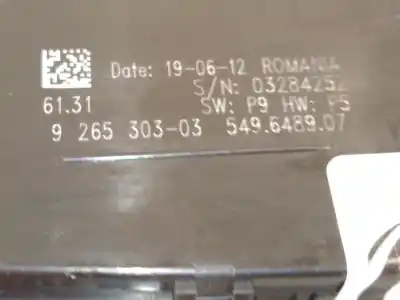 Date: 19-06-12 ROMANIA
S/N: 03284252
61.31 SW: P9 HW: P5
9 265 303-03 549.6489.07